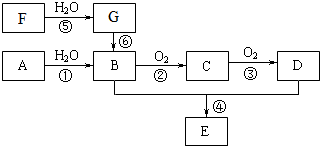 F H₂O ⑤ G
⑥
A H₂O ① B O₂ ② C O₂ ③ D
④
E